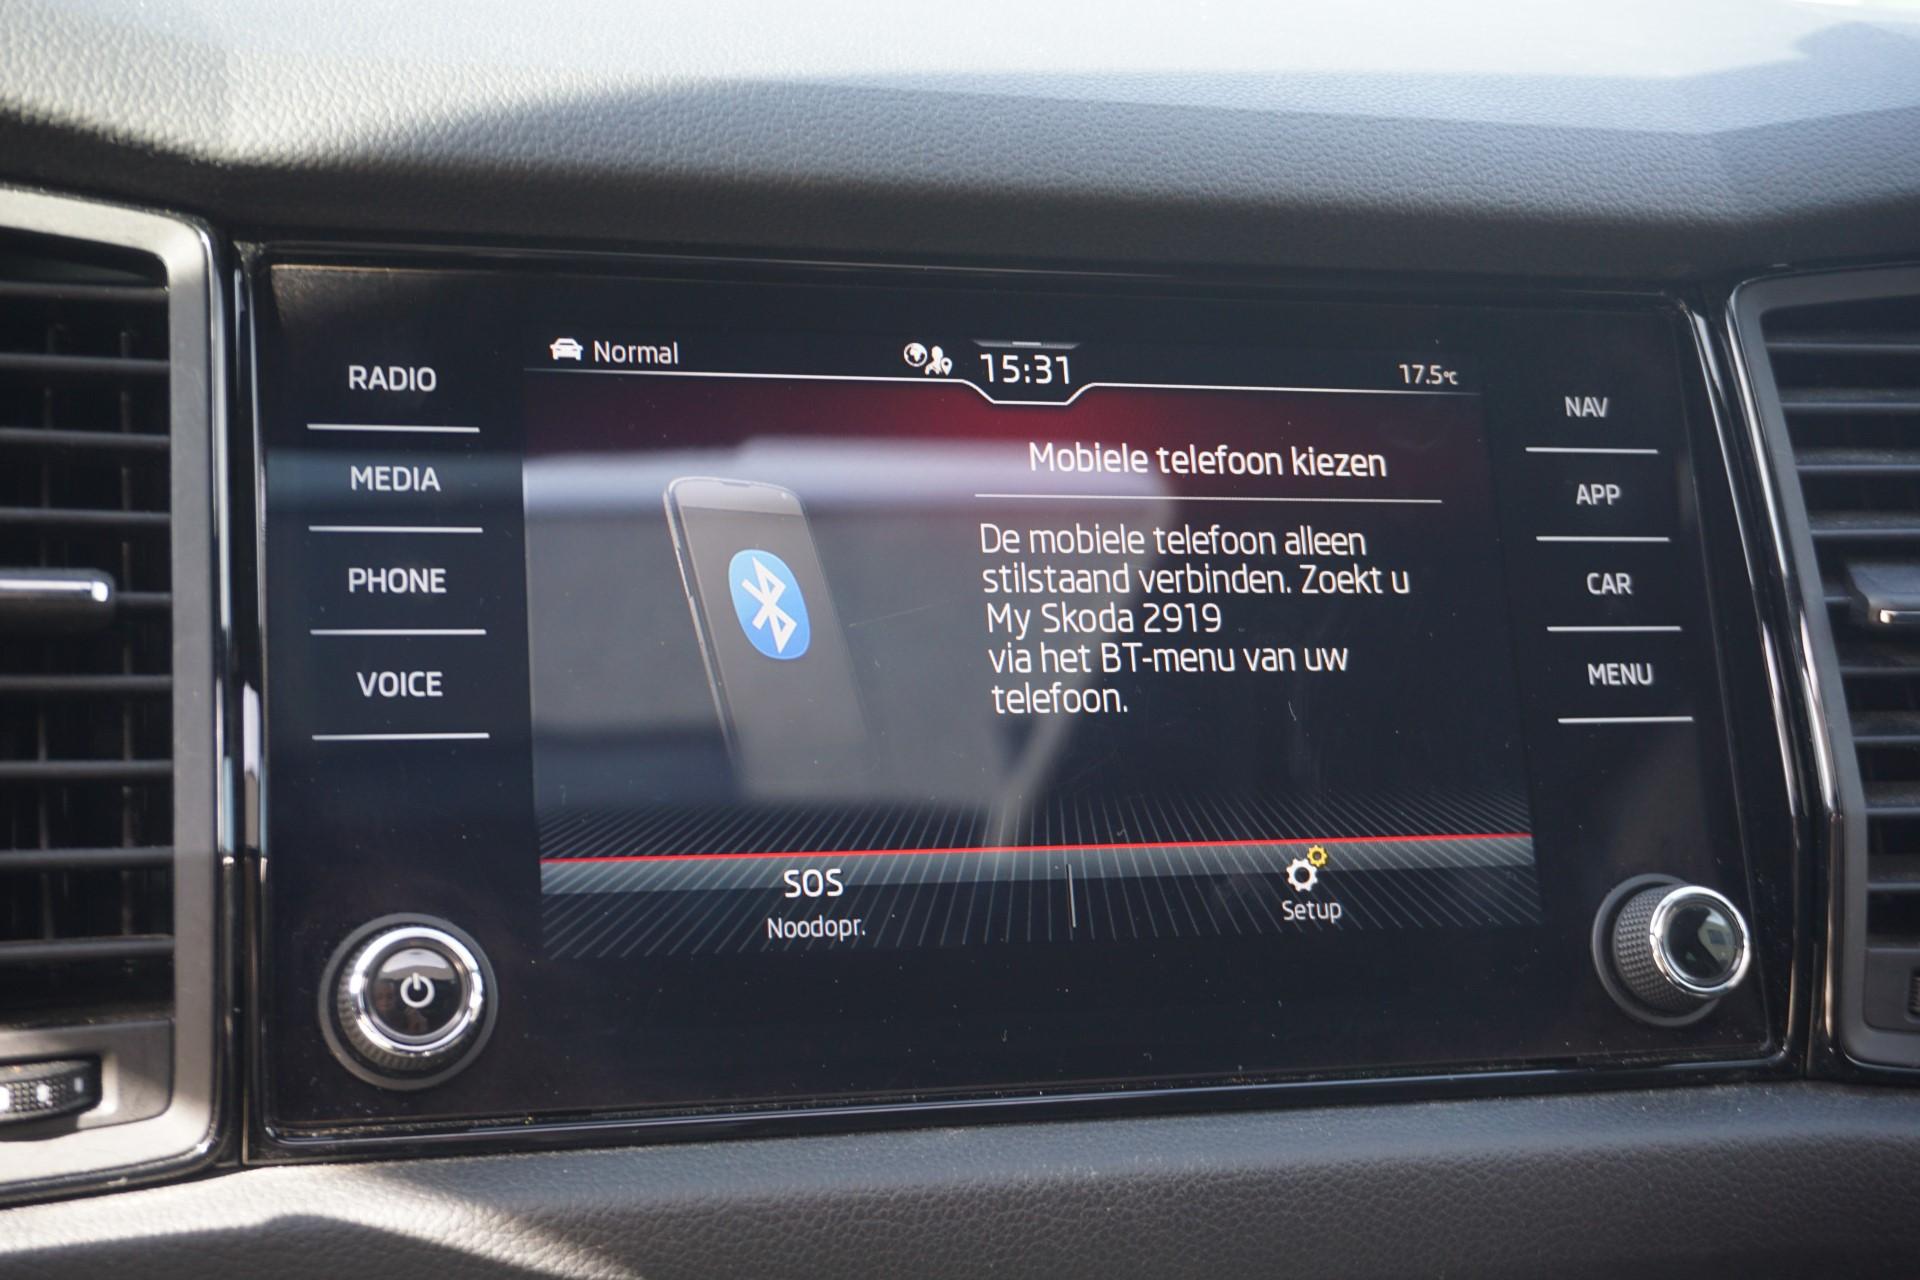 Normal
15:31
17.5°C
RADIO
MEDIA
PHONE
VOICE
Mobiele telefoon kiezen
De mobiele telefoon alleen
stilstaand verbinden. Zoekt u
My Skoda 2919
via het BT-menu van uw
telefoon.
SOS
Noodopr.
Setup
NAV
APP
CAR
MENU